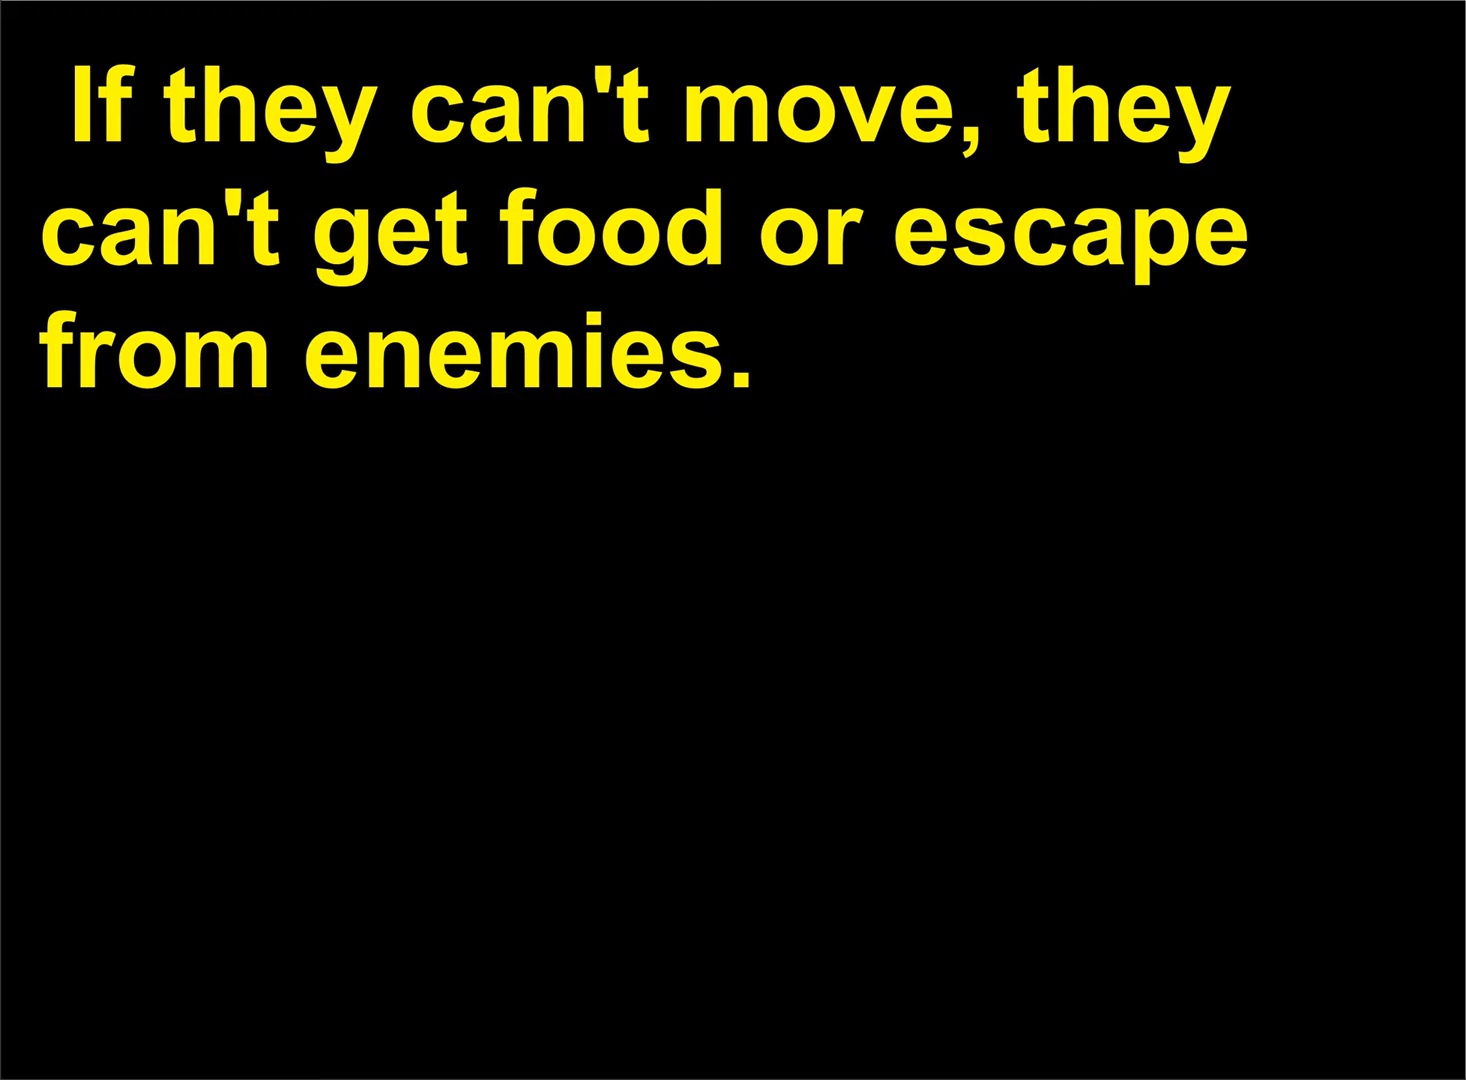 If they can't move, they
can't get food or escape
from enemies.